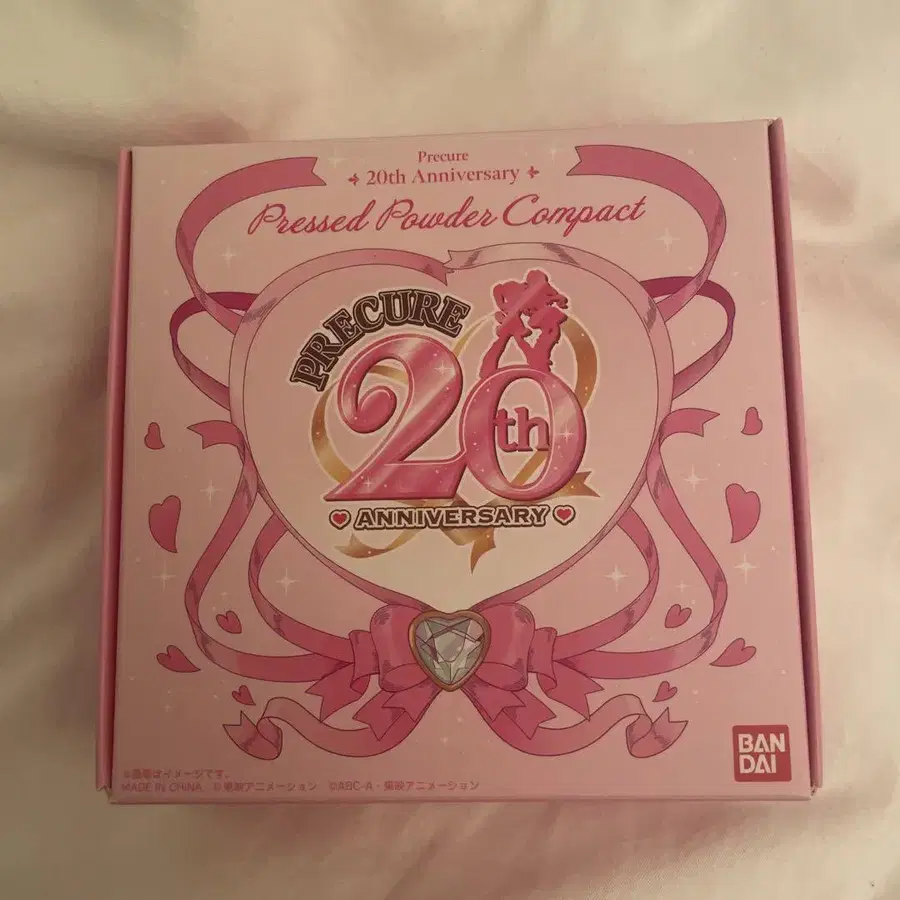 Precure
20th Anniversary
Pressed Powder Compact
PRECURE
20th
ANNIVERSARY
BAN
DAI
※画像はイメージです。
MADE IN CHINA ©東映アニメーション ©ABC-A・東映アニメーション